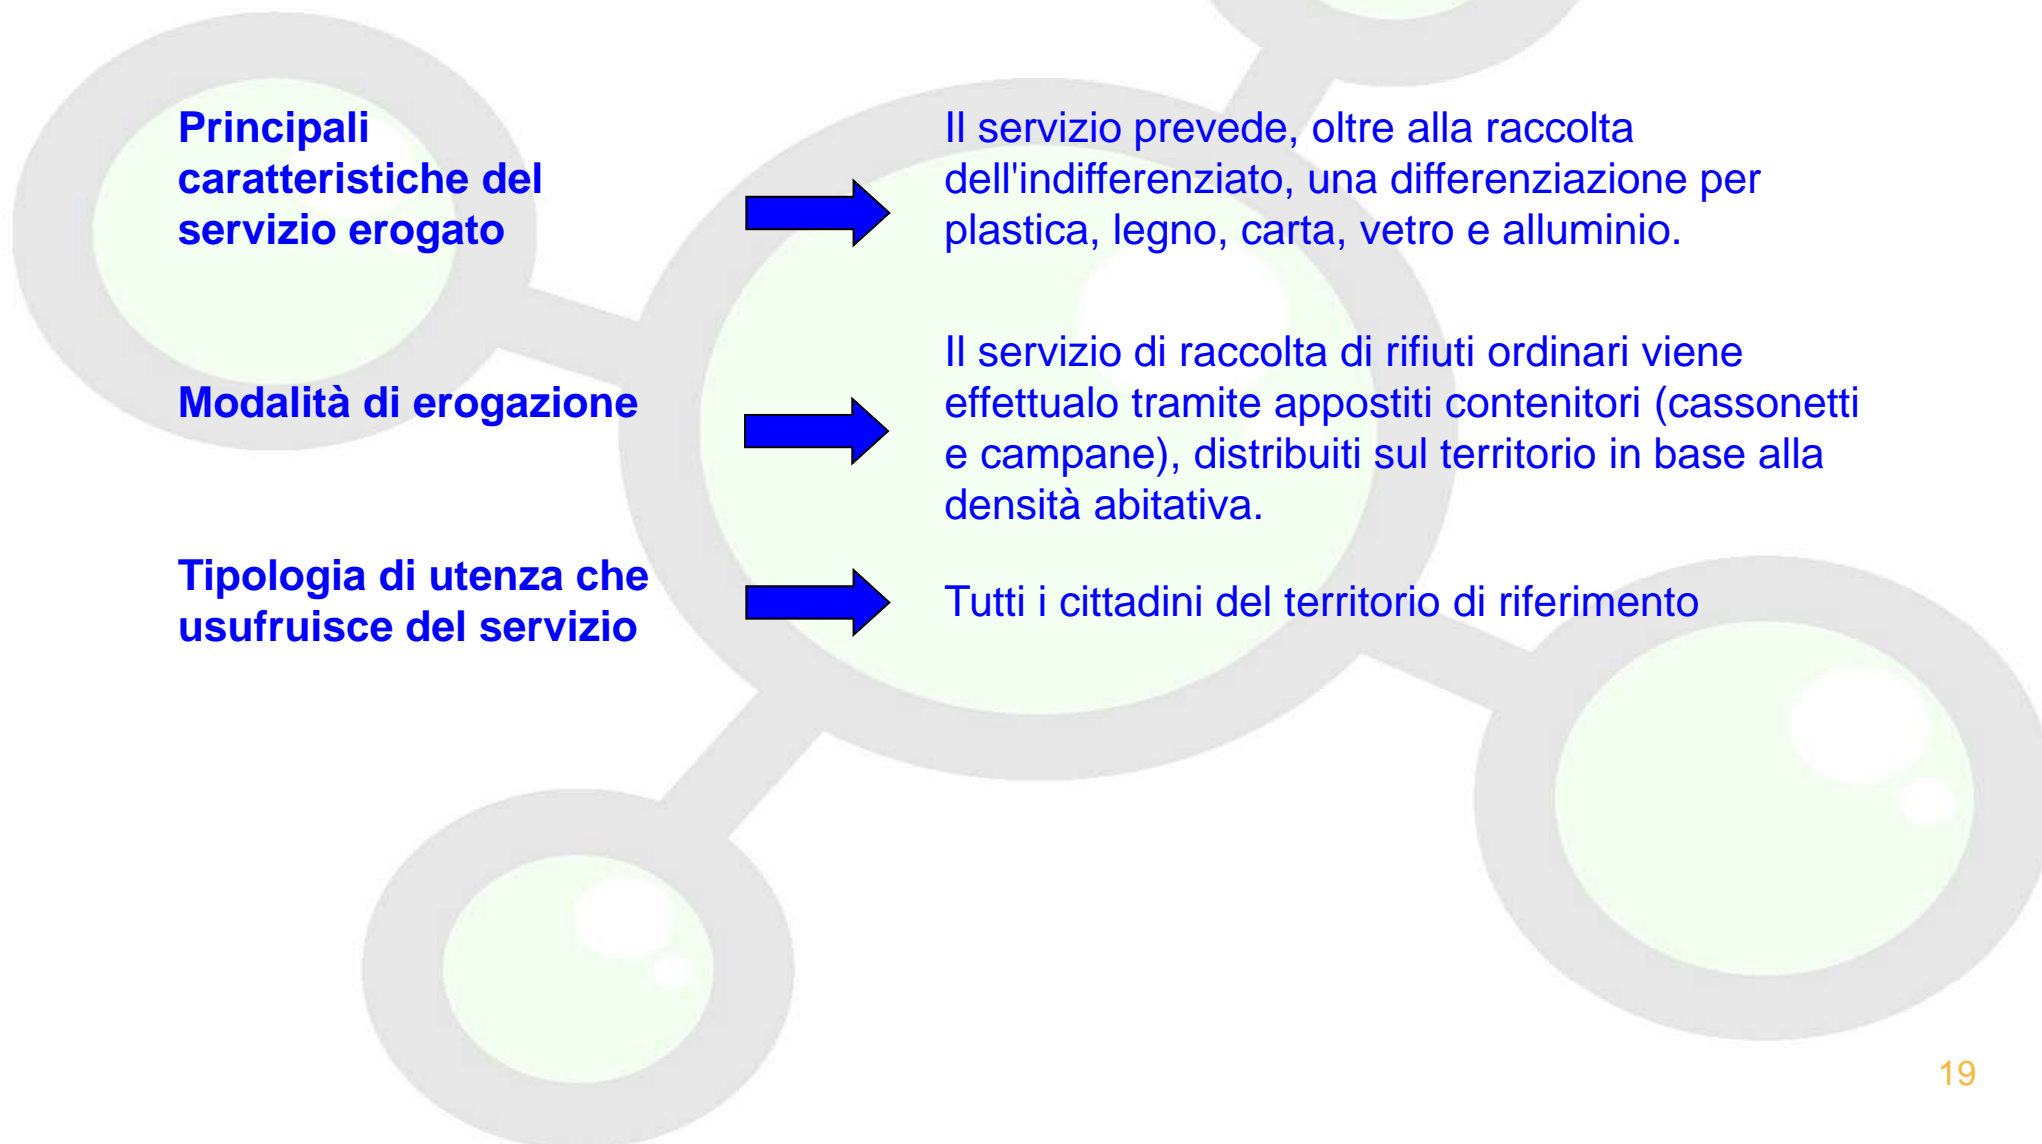 Principali
caratteristiche del
servizio erogato
Il servizio prevede, oltre alla raccolta
dell'indifferenziato, una differenziazione per
plastica, legno, carta, vetro e alluminio.
Modalità di erogazione
Il servizio di raccolta di rifiuti ordinari viene
effettualo tramite appostiti contenitori (cassonetti
e campane), distribuiti sul territorio in base alla
densità abitativa.
Tipologia di utenza che
usufruisce del servizio
Tutti i cittadini del territorio di riferimento
19